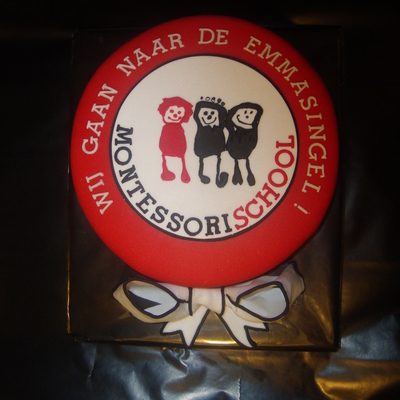 WIJ GAAN NAAR DE EMMASINGEL!
MONTESSORISCHOOL